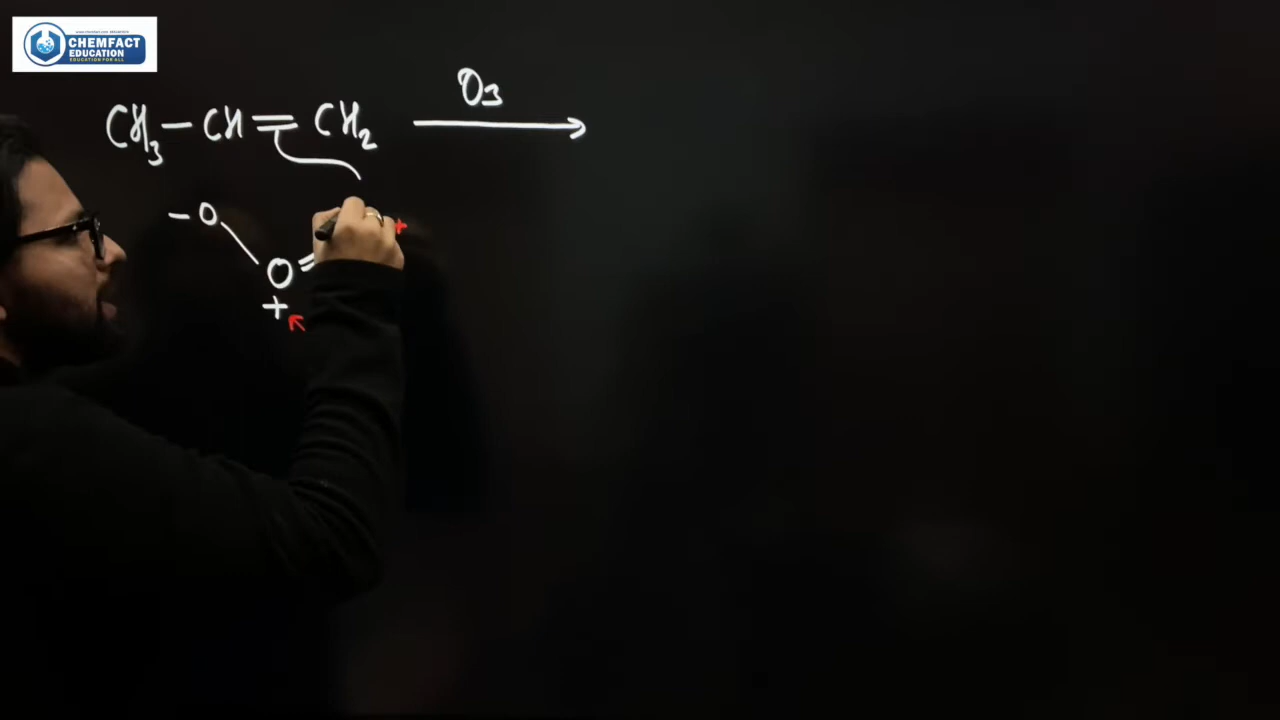 CHEMFACT
EDUCATION
EDUCATION FOR ALL
O3
CH3-CH=CH2
-O
O=
+
+